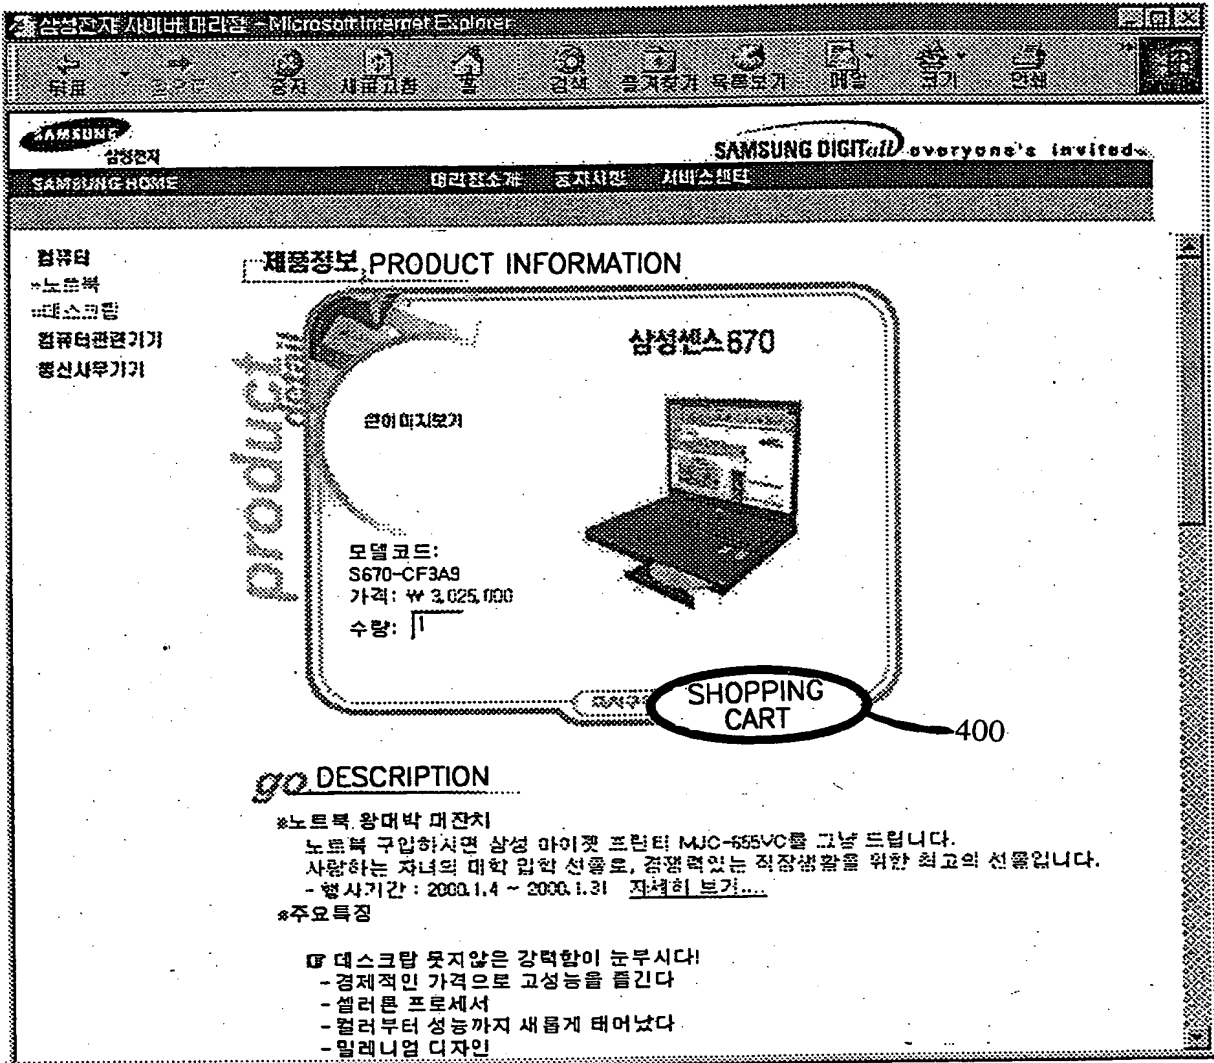 삼성전자 사이버 대리점 - Microsoft Internet Explorer
뒤로 중지 새로고침 홈 검색 즐겨찾기 목록보기 메일 크기 인쇄
SAMSUNG
삼성전자
SAMSUNG DIGITall everyone's invited
SAMSUNG HOME 대리점소개 공지사항 서비스센터
컴퓨터
»노트북
»데스크탑
컴퓨터관련기기
통신사무기기
제품정보 PRODUCT INFORMATION
product
detail
삼성센스670
큰이미지보기
모델코드:
S670-CF3A9
가격: ₩ 3,025,000
수량: 1
SHOPPING
CART
400
go DESCRIPTION
※노트북 왕대박 대잔치
노트북 구입하시면 삼성 마이젯 프린터 MJC-655VC를 그냥 드립니다.
사랑하는 자녀의 대학 입학 선물로, 경쟁력있는 직장생활을 위한 최고의 선물입니다.
- 행사기간 : 2000.1.4 ~ 2000.1.31 자세히 보기....
※주요특징
☞ 데스크탑 못지않은 강력함이 눈부시다!
- 경제적인 가격으로 고성능을 즐긴다
- 셀러론 프로세서
- 컬러부터 성능까지 새롭게 태어났다
- 밀레니엄 디자인